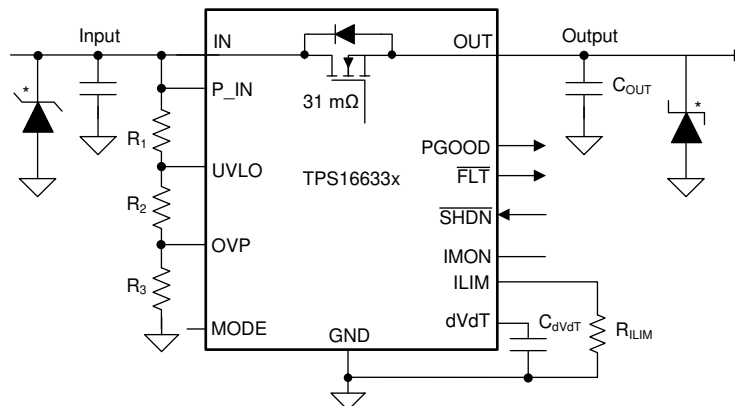 Input
IN
OUT
Output
*
P_IN
31 mΩ
C_OUT
*
R1
PGOOD
UVLO
TPS16633x
FLT
R2
SHDN
OVP
IMON
ILIM
R3
MODE
dVdT
CdVdT
RILIM
GND